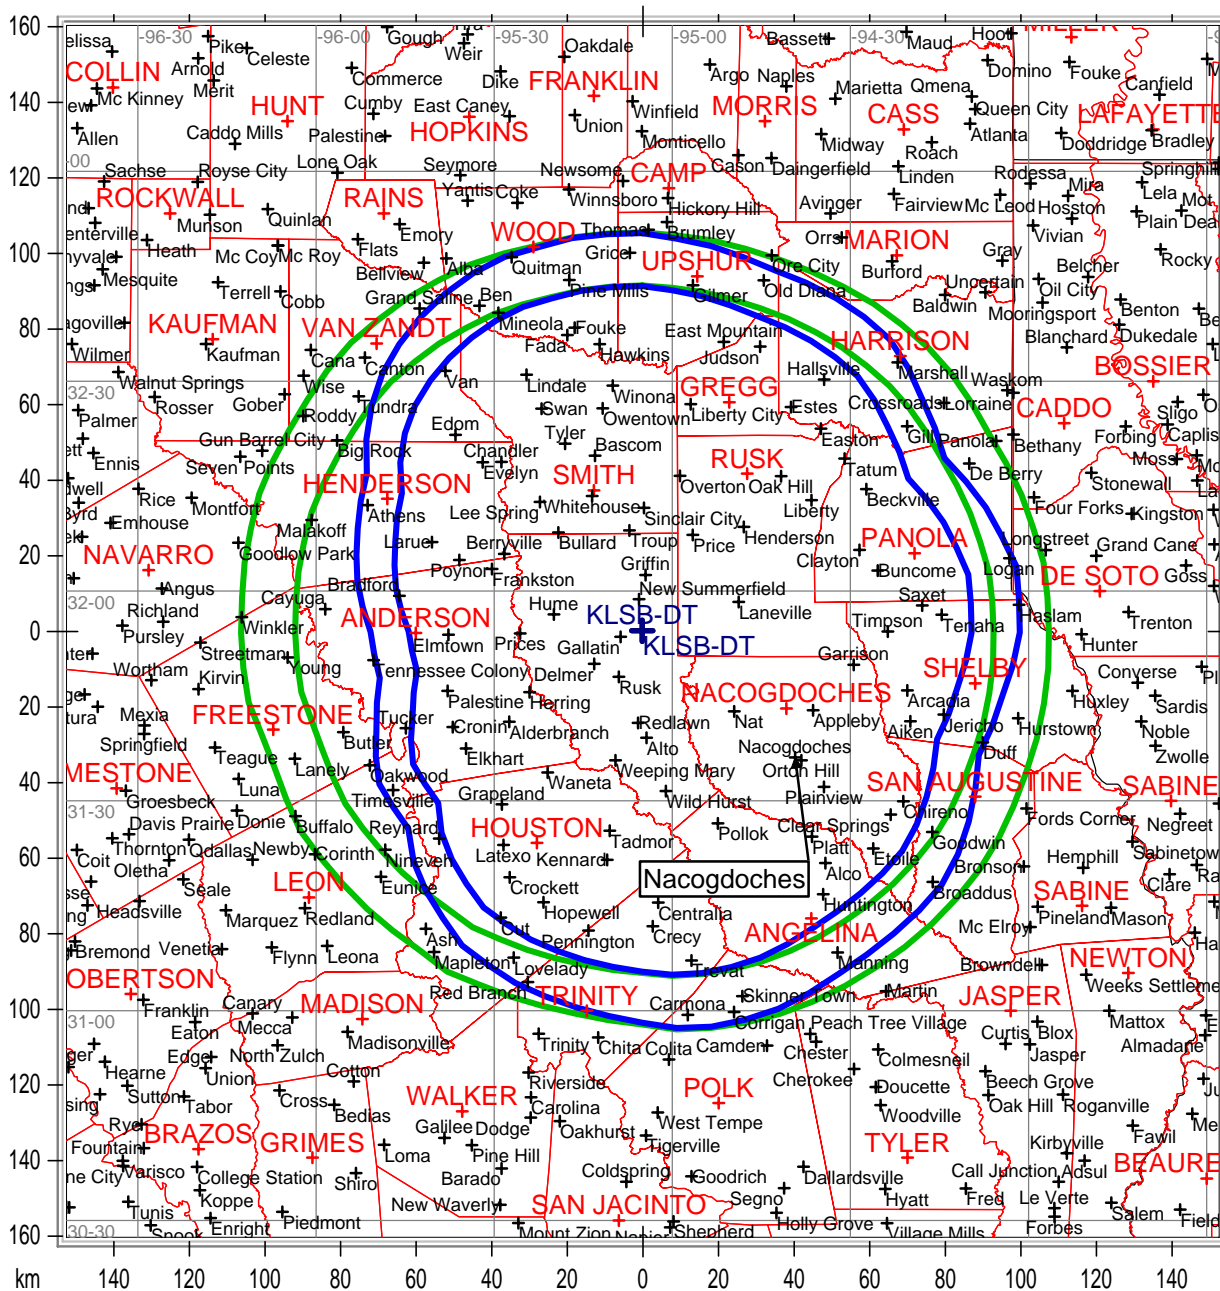 160
-96-30
-96-00
-95-30
-95-00
-94-30
Pike
Celeste
Gough
Weir
Oakdale
Bassett
Maud
Hoot
MILLER
Arnold
COLLIN
Merit
Commerce
Dike
FRANKLIN
Argo
Naples
Marietta
Qmena
Domino
Fouke
Canfield
Mc Kinney
HUNT
Cumby
East Caney
Winfield
MORRIS
CASS
Queen City
LAFAYETTE
140
Allen
Caddo Mills
Palestine
HOPKINS
Union
Monticello
Midway
Roach
Atlanta
Doddridge
Bradley
Sachse
Royse City
Lone Oak
Seymore
Newsome
CAMP
Cason
Daingerfield
Linden
Rodessa
Springhill
120
ROCKWALL
RAINS
Yantis
Coke
Winnsboro
Hickory Hill
Avinger
Fairview
Mc Leod
Mira
Lela
Munson
Quinlan
Emory
WOOD
Thomas
Brumley
Orrs
MARION
Hosston
Vivian
Plain Dea
Heath
Mc Coy
Mc Roy
Flats
Bellview
Alba
Quitman
Grice
UPSHUR
Ore City
Buford
Gray
Belcher
Rocky
100
Mesquite
Terrell
Cobb
Grand Saline
Ben
Pine Mills
Gilmer
Old Diana
Baldwin
Uncertain
Oil City
Mooringsport
Benton
KAUFMAN
VAN ZANDT
Mineola
Fouke
East Mountain
HARRISON
Blanchard
Dukedale
80
Wilmer
Kaufman
Cana
Canton
Van
Fada
Hawkins
Judson
Hallsville
Marshall
Waskom
BOSSIER
Walnut Springs
Wise
Lindale
Winona
GREGG
32-30
Rosser
Gober
Roddy
Tundra
Edom
Swan
Owentown
Liberty City
Estes
Crossroads
Lorraine
CADDO
Sligo
60
Palmer
Gun Barrel City
Big Rock
Chandler
Tyler
Bascom
Easton
Gill
Panola
Bethany
Forbing
Ennis
Seven Points
HENDERSON
Evelyn
SMITH
RUSK
Tatum
De Berry
Moss
Stonewall
40
Rice
Montfort
Athens
Lee Spring
Whitehouse
Overton
Oak Hill
Beckville
Four Forks
Emhouse
Malakoff
Sinclair City
Liberty
Kingston
NAVARRO
Goodlow Park
Larue
Berryville
Bullard
Troup
Price
Henderson
PANOLA
Longstreet
Grand Cane
20
Angus
Bradford
Poynor
Frankston
Griffin
Clayton
Buncome
Logan
DE SOTO
Goss
32-00
Richland
Cayuga
ANDERSON
Hume
New Summerfield
Laneville
Saxet
0
Pursley
Winkler
Elmtown
Prices
KLSB-DT
KLSB-DT
Timpson
Tenaha
Haslam
Trenton
Streetman
Young
Tennessee Colony
Gallatin
Garrison
Hunter
Wortham
Kirvin
Delmer
Rusk
SHELBY
Converse
Palestine
Herring
NACOGDOCHES
Arcadia
Huxley
Sardis
20
Mexia
FREESTONE
Tucker
Cronin
Alderbranch
Redlawn
Nat
Appleby
Aiken
Jericho
Hurstown
Noble
Springfield
Teague
Butler
Elkhart
Alto
Nacogdoches
Duff
Zwolle
Lanely
Oakwood
Waneta
Weeping Mary
Orton Hill
SAN AUGUSTINE
SABINE
40
Luna
Timesville
Grapeland
Wild Hurst
Plainview
Groesbeck
31-30
Davis Prairie
Donie
Buffalo
Reynard
HOUSTON
Pollok
Clear Springs
Chireno
Fords Corner
Negreet
Thornton
Odallas
Newby
Corinth
Nineveh
Latexo
Kennard
Tadmor
Platt
Etoile
Goodwin
Hemphill
Sabinetow
60
Coit
Oletha
Seale
LEON
Eunice
Crockett
Nacogdoches
Alco
Bronson
Broaddus
SABINE
Clare
Headsville
Marquez
Redland
Hopewell
Centralia
Huntington
Pineland
Mason
80
Bremond
Venetia
Flynn
Leona
Ash
Cut
Pennington
Crecy
ANGELINA
Mc Elroy
Mapleton
Lovelady
Trevat
Manning
Browndell
NEWTON
Weeks Settleme
OBERTSON
Canary
MADISON
Red Branch
TRINITY
Carmona
Skinner Town
Martin
JASPER
100
Franklin
31-00
Eaton
Mecca
Madisonville
Trinity
Chita
Colita
Camden
Corrigan
Peach Tree Village
Curtis
Blox
Mattox
Almadane
Edge
North Zulch
Chester
Colmesneil
Jasper
Hearne
Union
Cotton
Riverside
Cherokee
Doucette
Beech Grove
120
Sutton
Tabor
Cross
Bedias
WALKER
Carolina
POLK
Woodville
Oak Hill
Roganville
Rye
BRAZOS
GRIMES
Galilee
Dodge
Oakhurst
West Tempe
Tigerville
TYLER
Kirbyville
Fawil
Fountain
140
Varisco
College Station
Loma
Pine Hill
Coldspring
Goodrich
Dallardsville
Call Junction
Adsul
BEAURE
Koppe
Shiro
Barado
New Waverly
SAN JACINTO
Segno
Hyatt
Fred
Le Verte
Salem
Tunis
Enright
Piedmont
Mount Zion
Shepherd
Holly Grove
Village Mills
Forbes
Field
160
30-30
km
140
120
100
80
60
40
20
0
20
40
60
80
100
120
140